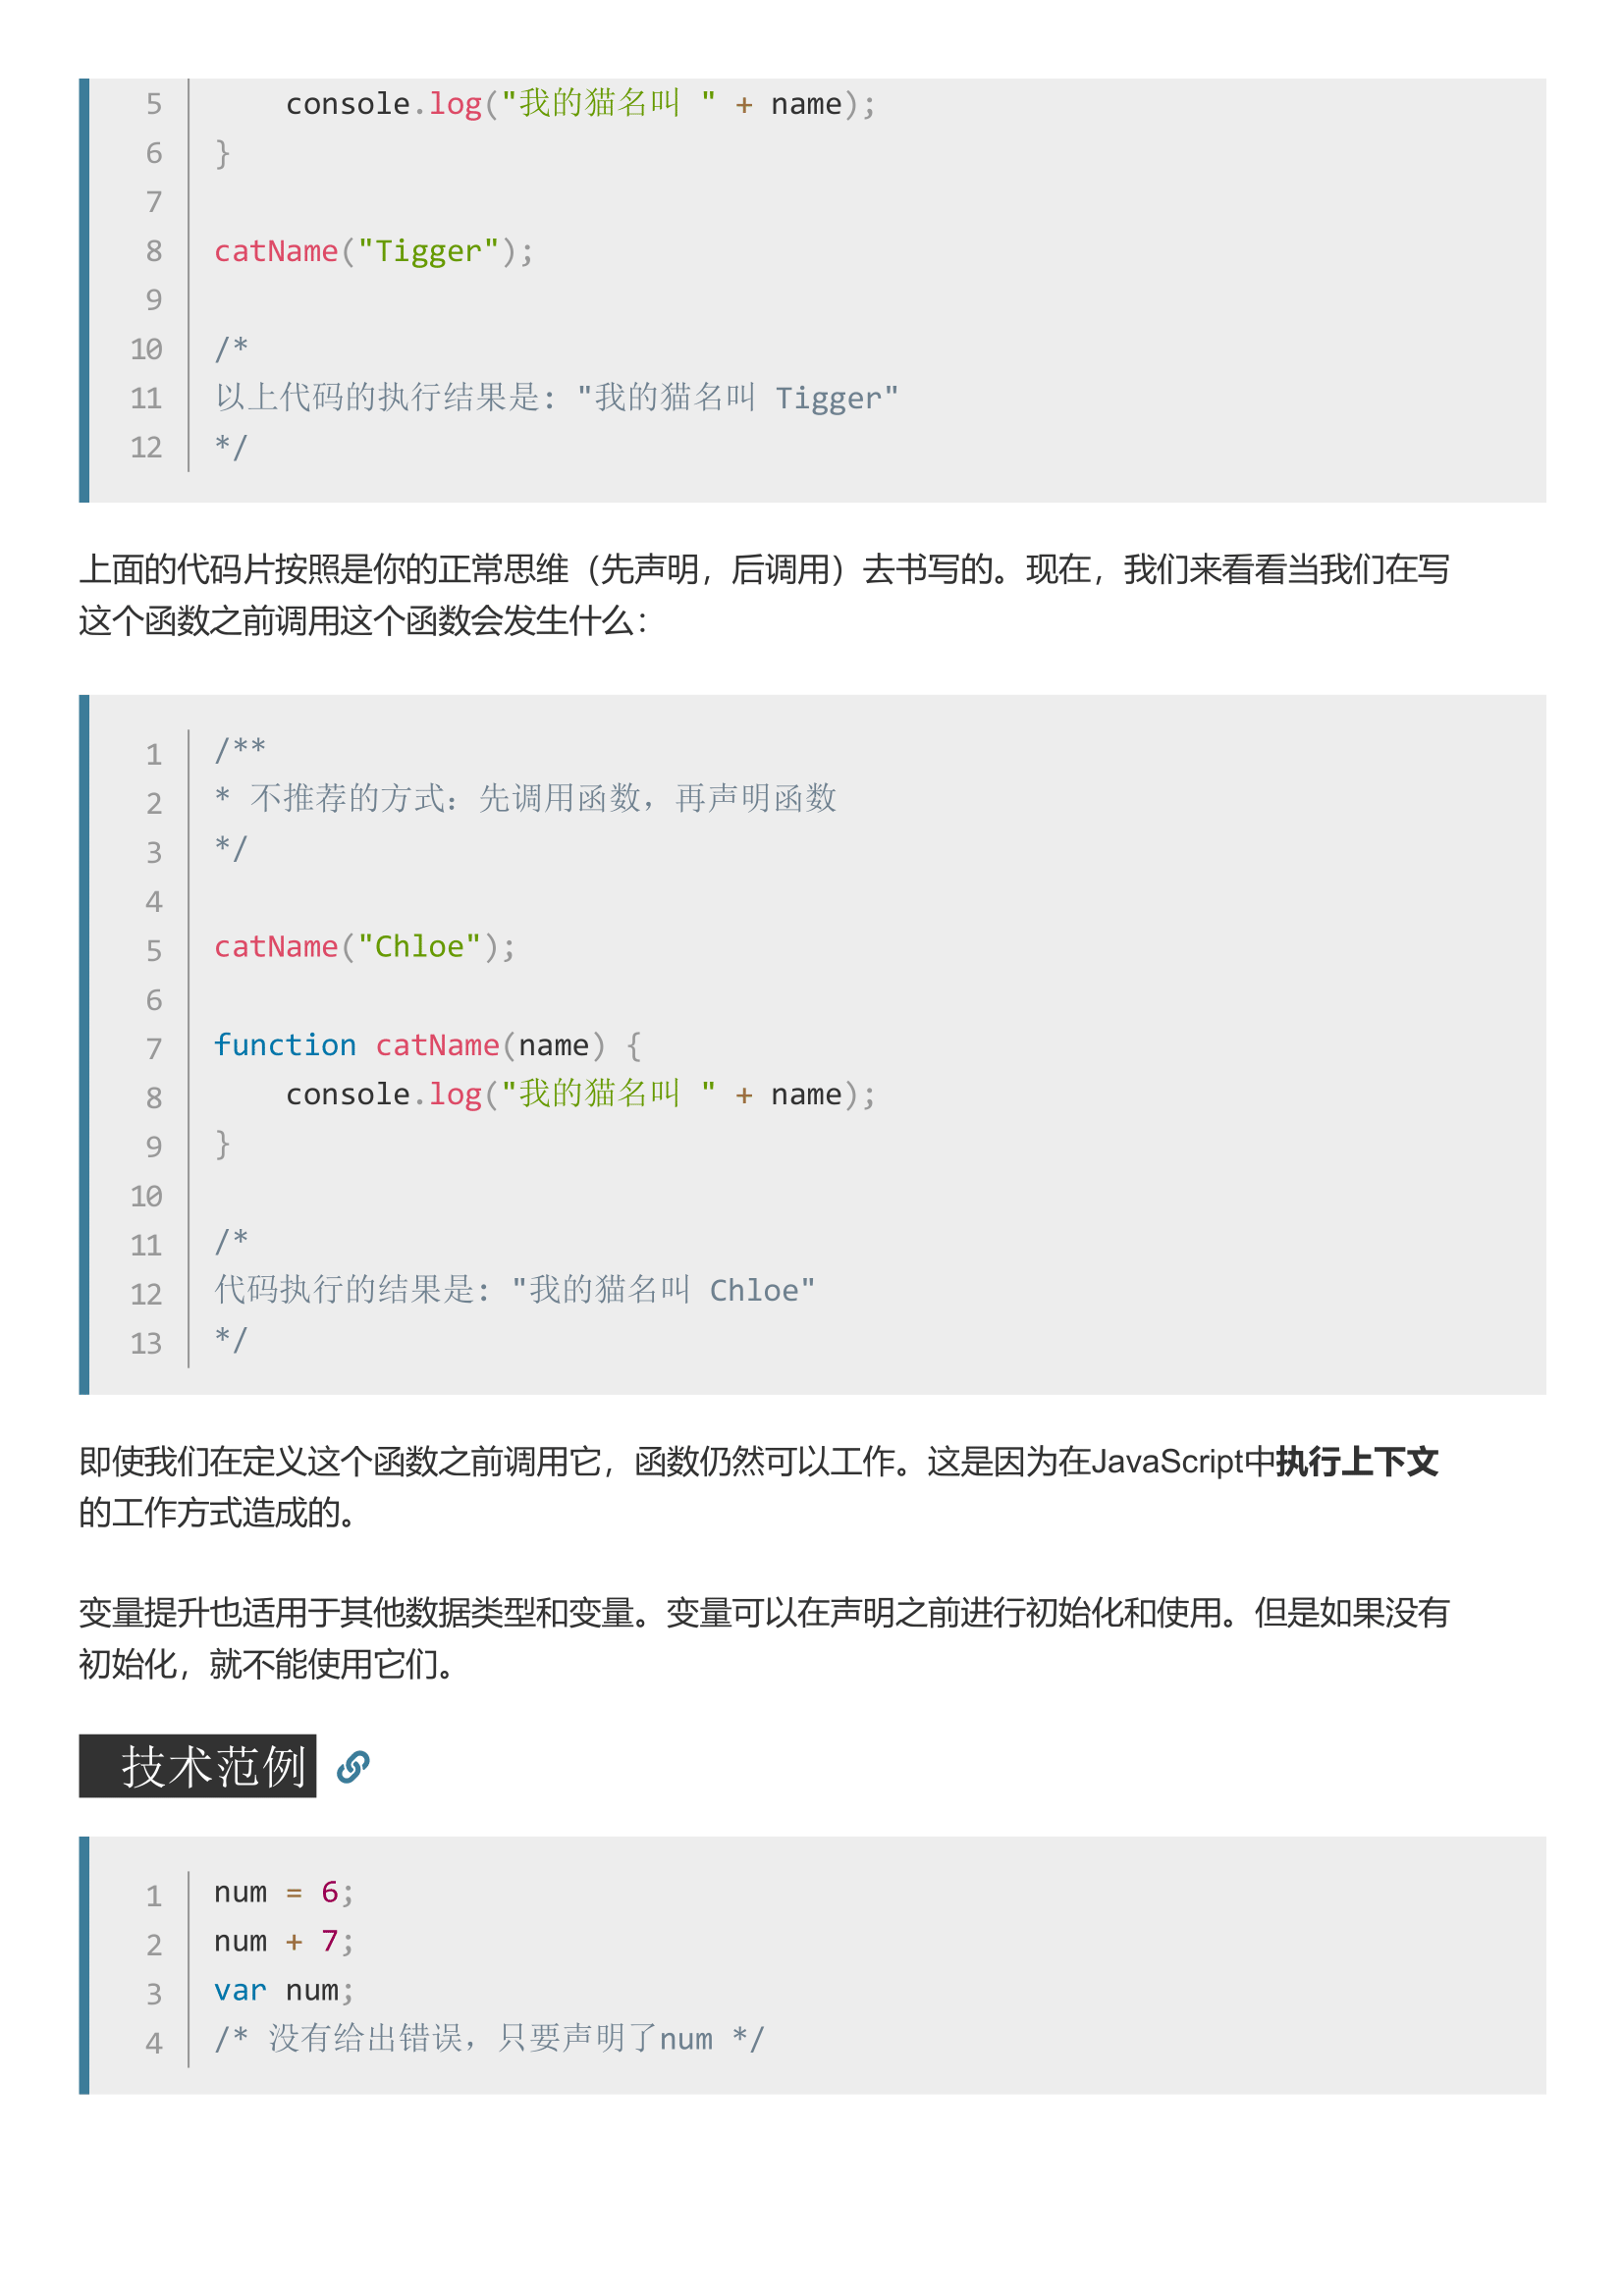 5 console.log("我的猫名叫 " + name);
6 }
7
8 catName("Tigger");
9
10 /*
11 以上代码的执行结果是: "我的猫名叫 Tigger"
12 */
上面的代码片按照是你的正常思维（先声明，后调用）去书写的。现在，我们来看看当我们在写
这个函数之前调用这个函数会发生什么：
1 /**
2 * 不推荐的方式：先调用函数，再声明函数
3 */
4
5 catName("Chloe");
6
7 function catName(name) {
8 console.log("我的猫名叫 " + name);
9 }
10
11 /*
12 代码执行的结果是: "我的猫名叫 Chloe"
13 */
即使我们在定义这个函数之前调用它，函数仍然可以工作。这是因为在JavaScript中执行上下文
的工作方式造成的。
变量提升也适用于其他数据类型和变量。变量可以在声明之前进行初始化和使用。但是如果没有
初始化，就不能使用它们。
技术范例
1 num = 6;
2 num + 7;
3 var num;
4 /* 没有给出错误，只要声明了num */